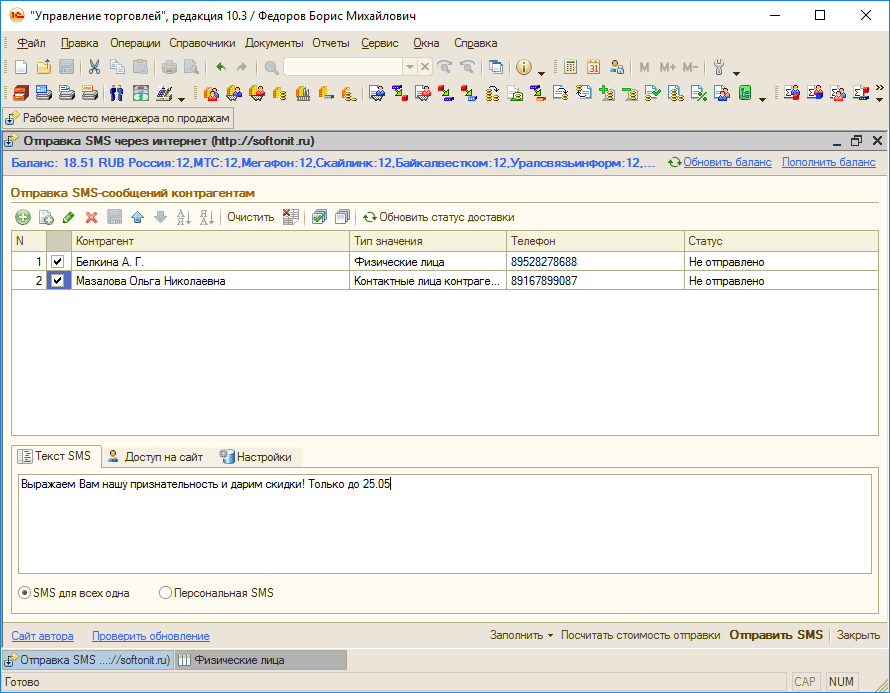 "Управление торговлей", редакция 10.3 / Федоров Борис Михайлович
Файл Правка Операции Справочники Документы Отчеты Сервис Окна Справка
31 M M+ M-
Рабочее место менеджера по продажам
Отправка SMS через интернет (http://softonit.ru)
Баланс: 18.51 RUB Россия:12,МТС:12,Мегафон:12,Скайлинк:12,Байкалвестком:12,Уралсвязьинформ:12,... Обновить баланс Пополнить баланс
Отправка SMS-сообщений контрагентам
Очистить Обновить статус доставки
N Контрагент Тип значения Телефон Статус
1 Белкина А. Г. Физические лица 89528278688 Не отправлено
2 Мазалова Ольга Николаевна Контактные лица контраге... 89167899087 Не отправлено
Текст SMS Доступ на сайт Настройки
Выражаем Вам нашу признательность и дарим скидки! Только до 25.05
SMS для всех одна Персональная SMS
Сайт автора Проверить обновление Заполнить Посчитать стоимость отправки Отправить SMS Закрыть
Отправка SMS ...://softonit.ru) Физические лица
Готово CAP NUM